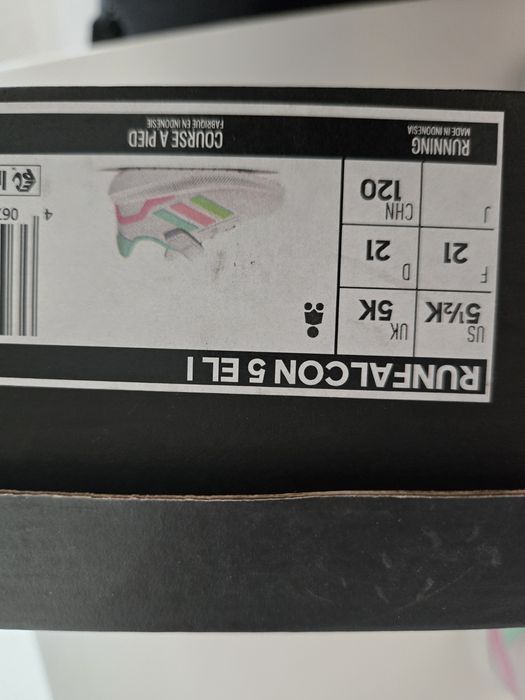 RUNFALCON 5 EL I
US 5½K UK 5K
F 21 D 21
J CHN 120
RUNNING COURSE A PIED
MADE IN INDONESIA FABRIQUE EN INDONESIE
4